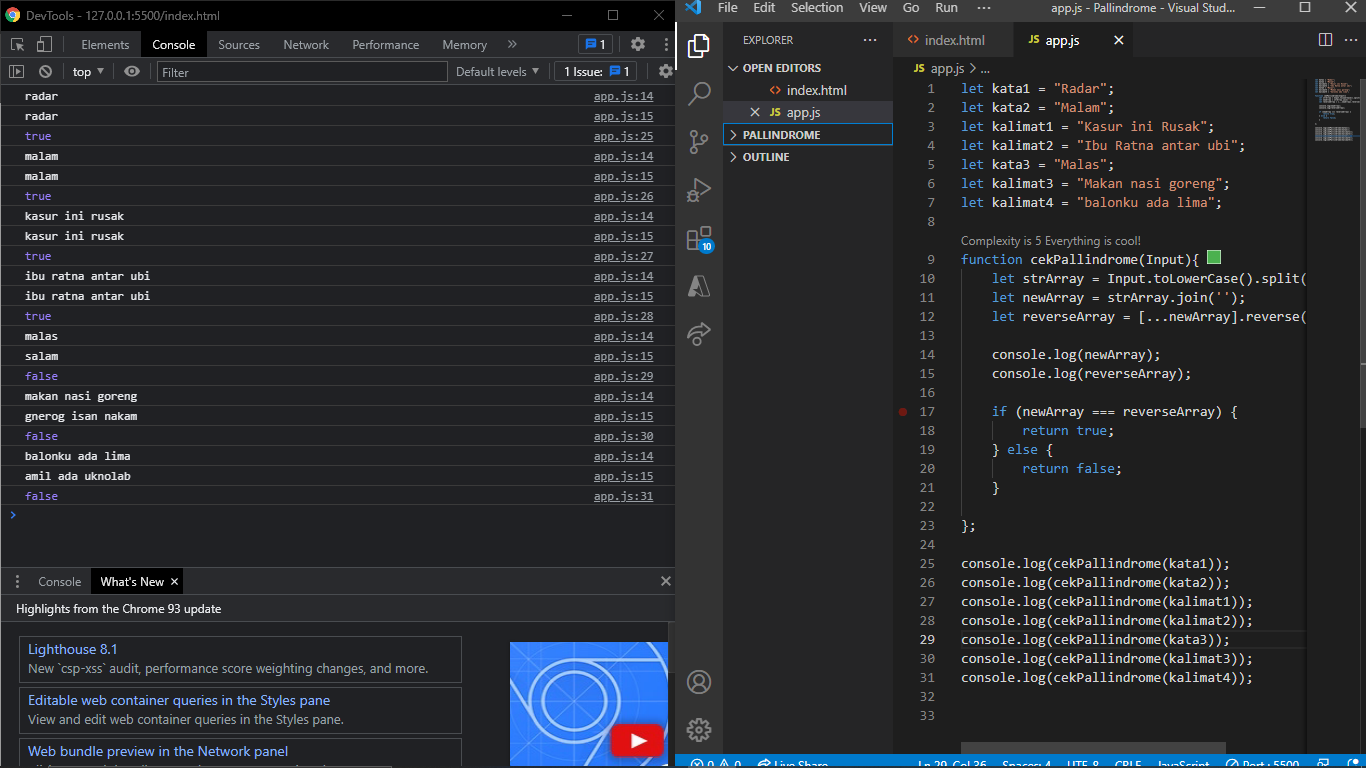 DevTools - 127.0.0.1:5500/index.html
Elements Console Sources Network Performance Memory » 1
top Filter Default levels 1 Issue: 1
radar app.js:14
radar app.js:15
true app.js:25
malam app.js:14
malam app.js:15
true app.js:26
kasur ini rusak app.js:14
kasur ini rusak app.js:15
true app.js:27
ibu ratna antar ubi app.js:14
ibu ratna antar ubi app.js:15
true app.js:28
malas app.js:14
salam app.js:15
false app.js:29
makan nasi goreng app.js:14
gnerog isan nakam app.js:15
false app.js:30
balonku ada lima app.js:14
amil ada uknolab app.js:15
false app.js:31
>
Console What's New ×
Highlights from the Chrome 93 update
Lighthouse 8.1
New `csp-xss` audit, performance score weighting changes, and more.
Editable web container queries in the Styles pane
View and edit web container queries in the Styles pane.
Web bundle preview in the Network panel
File Edit Selection View Go Run ··· app.js - Pallindrome - Visual Stud...
EXPLORER ···
OPEN EDITORS
index.html
JS app.js
PALLINDROME
OUTLINE
10
index.html JS app.js
JS app.js > ...
1 let kata1 = "Radar";
2 let kata2 = "Malam";
3 let kalimat1 = "Kasur ini Rusak";
4 let kalimat2 = "Ibu Ratna antar ubi";
5 let kata3 = "Malas";
6 let kalimat3 = "Makan nasi goreng";
7 let kalimat4 = "balonku ada lima";
8
Complexity is 5 Everything is cool!
9 function cekPallindrome(Input){
10 let strArray = Input.toLowerCase().split(
11 let newArray = strArray.join('');
12 let reverseArray = [...newArray].reverse(
13
14 console.log(newArray);
15 console.log(reverseArray);
16
17 if (newArray === reverseArray) {
18 return true;
19 } else {
20 return false;
21 }
22
23 };
24
25 console.log(cekPallindrome(kata1));
26 console.log(cekPallindrome(kata2));
27 console.log(cekPallindrome(kalimat1));
28 console.log(cekPallindrome(kalimat2));
29 console.log(cekPallindrome(kata3));
30 console.log(cekPallindrome(kalimat3));
31 console.log(cekPallindrome(kalimat4));
32
33
0 0 Live Share Ln 29, Col 36 Spaces: 4 UTF-8 CRLF JavaScript Port : 5500